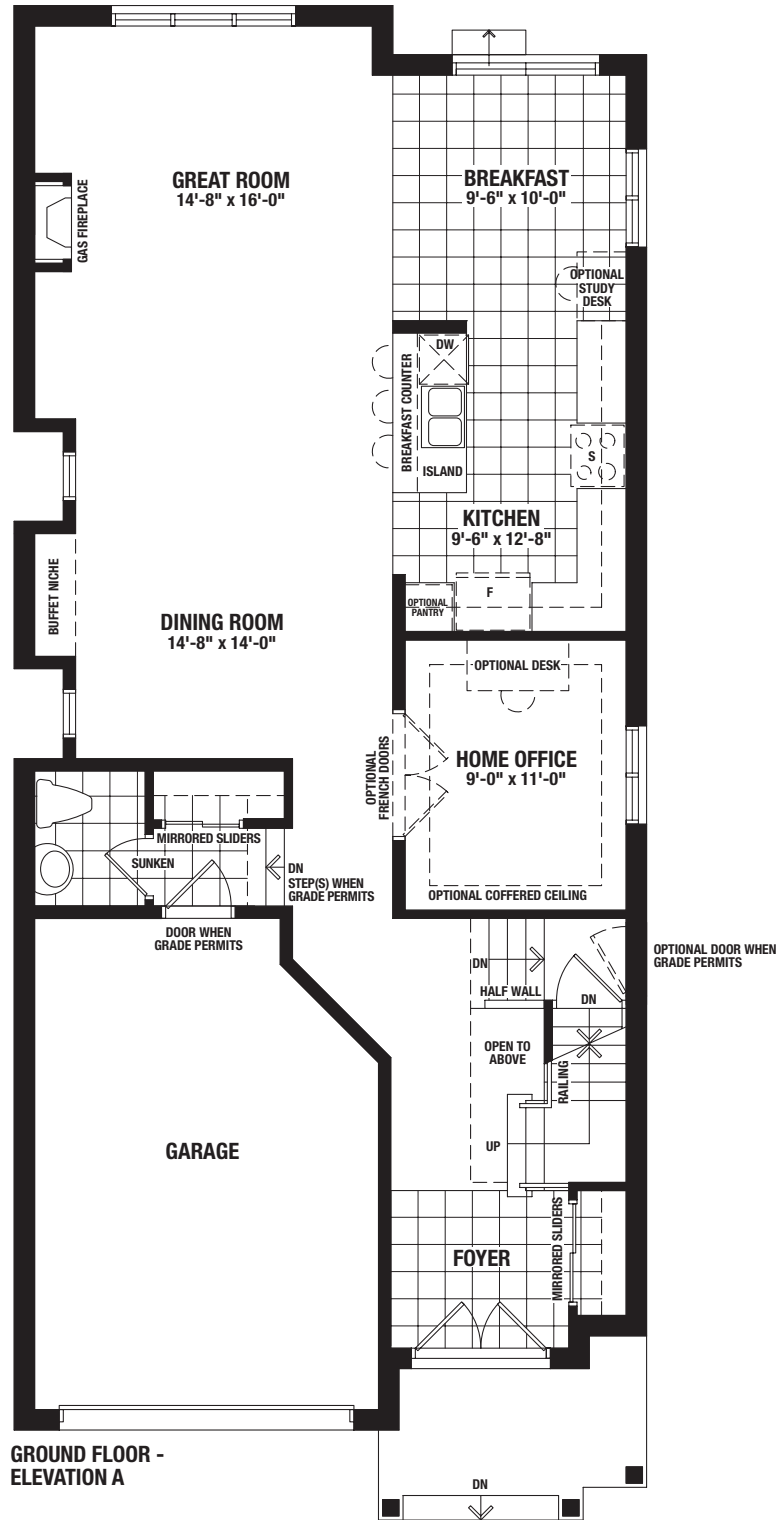 GREAT ROOM
14'-8" x 16'-0"
GAS FIREPLACE
BREAKFAST
9'-6" x 10'-0"
OPTIONAL
STUDY
DESK
DW
BREAKFAST COUNTER
ISLAND
S
KITCHEN
9'-6" x 12'-8"
BUFFET NICHE
OPTIONAL
PANTRY
F
DINING ROOM
14'-8" x 14'-0"
OPTIONAL DESK
OPTIONAL
FRENCH DOORS
HOME OFFICE
9'-0" x 11'-0"
OPTIONAL COFFERED CEILING
MIRRORED SLIDERS
SUNKEN
DN
STEP(S) WHEN
GRADE PERMITS
DOOR WHEN
GRADE PERMITS
OPTIONAL DOOR WHEN
GRADE PERMITS
DN
HALF WALL
DN
OPEN TO
ABOVE
RAILING
UP
GARAGE
FOYER
MIRRORED SLIDERS
GROUND FLOOR -
ELEVATION A
DN